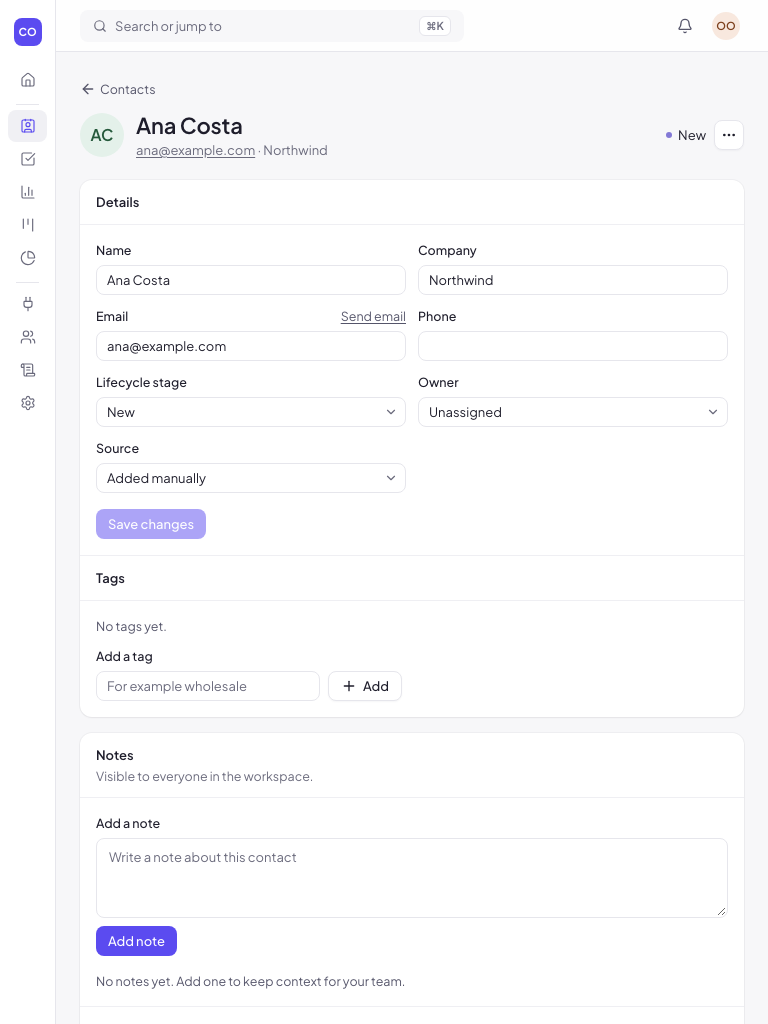 CO
Search or jump to
⌘K
OO
Contacts
AC
Ana Costa
ana@example.com · Northwind
New
Details
Name
Company
Ana Costa
Northwind
Email
Send email
Phone
ana@example.com
Lifecycle stage
Owner
New
Unassigned
Source
Added manually
Save changes
Tags
No tags yet.
Add a tag
For example wholesale
Add
Notes
Visible to everyone in the workspace.
Add a note
Write a note about this contact
Add note
No notes yet. Add one to keep context for your team.